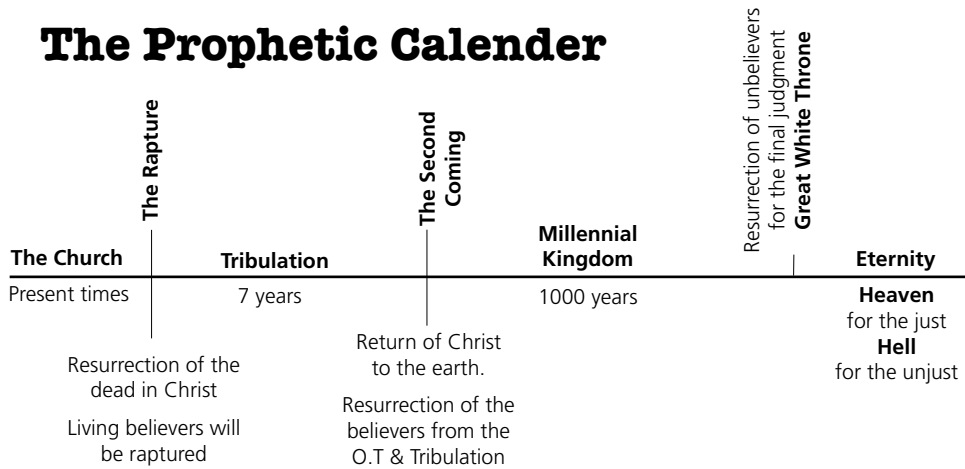 The Prophetic Calender
The Church
Present times
The Rapture
Resurrection of the
dead in Christ
Living believers will
be raptured
Tribulation
7 years
The Second
Coming
Return of Christ
to the earth.
Resurrection of the
believers from the
O.T & Tribulation
Millennial
Kingdom
1000 years
Resurrection of unbelievers
for the final judgment
Great White Throne
Eternity
Heaven
for the just
Hell
for the unjust